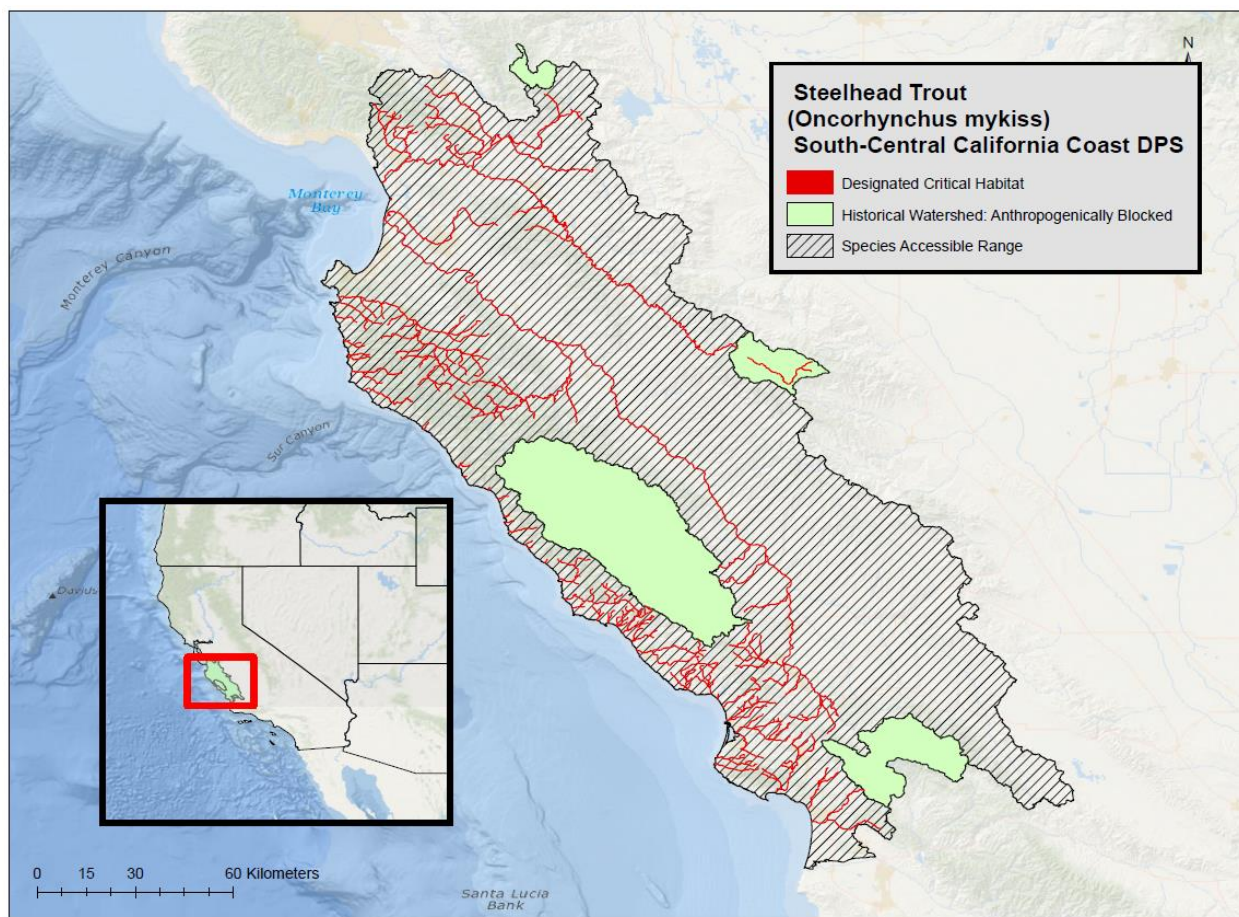 N
Steelhead Trout
(Oncorhynchus mykiss)
South-Central California Coast DPS
Designated Critical Habitat
Historical Watershed: Anthropogenically Blocked
Species Accessible Range
Monterey
Bay
Monterey Canyon
Sur Canyon
Davids
0 15 30 60 Kilometers
Santa Lucia
Bank